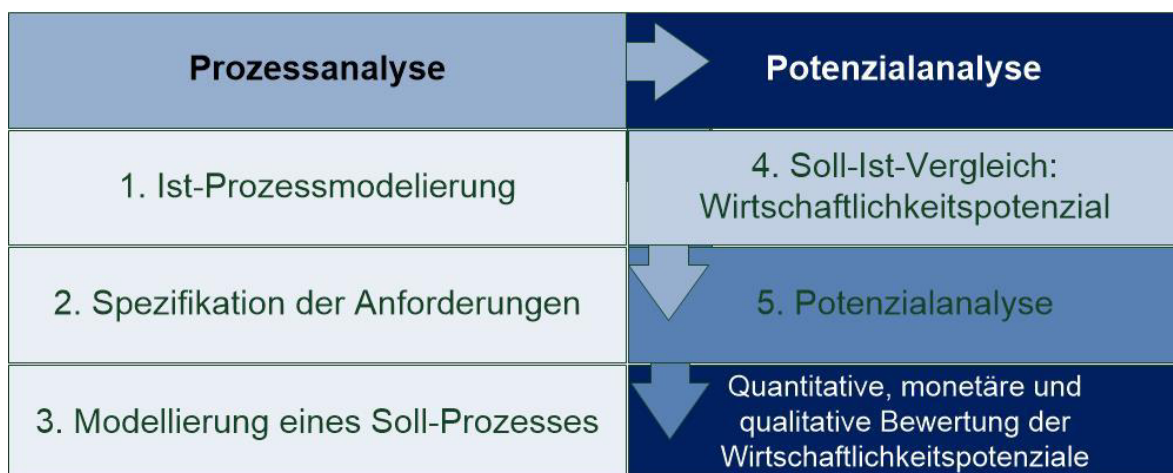 Prozessanalyse
Potenzialanalyse
1. Ist-Prozessmodelierung
4. Soll-Ist-Vergleich:
Wirtschaftlichkeitspotenzial
2. Spezifikation der Anforderungen
5. Potenzialanalyse
3. Modellierung eines Soll-Prozesses
Quantitative, monetäre und
qualitative Bewertung der
Wirtschaftlichkeitspotenziale